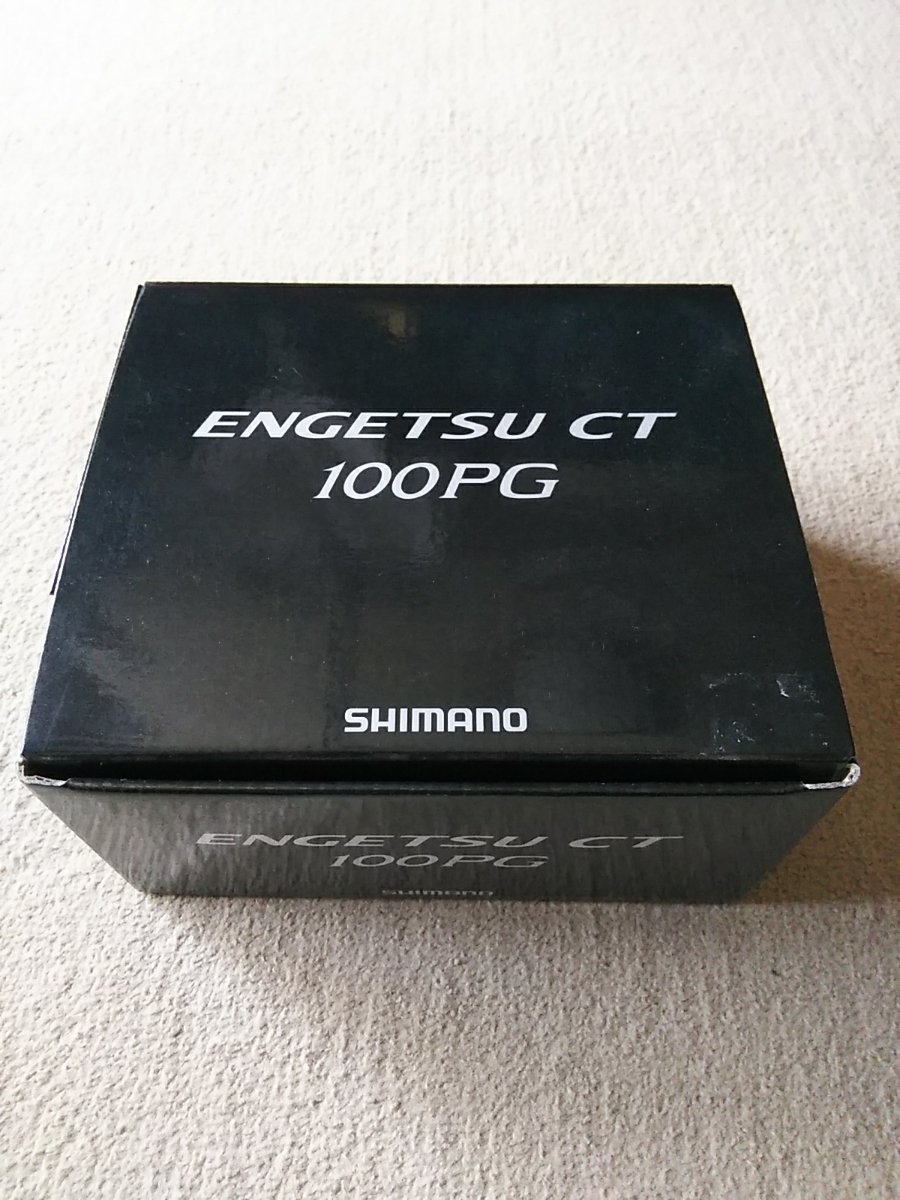 ENGETSU CT
100PG
SHIMANO
ENGETSU CT
100PG
SHIMANO